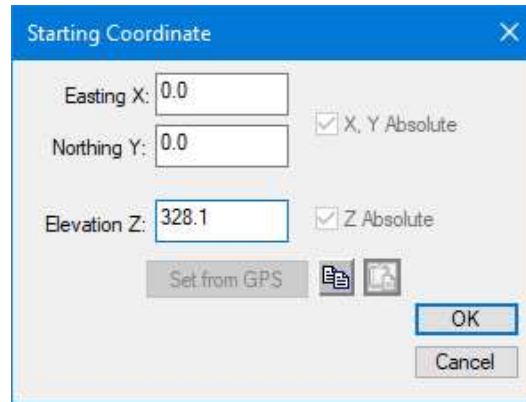 Starting Coordinate
Easting X: 0.0
X, Y Absolute
Northing Y: 0.0
Elevation Z: 328.1 Z Absolute
Set from GPS
OK
Cancel